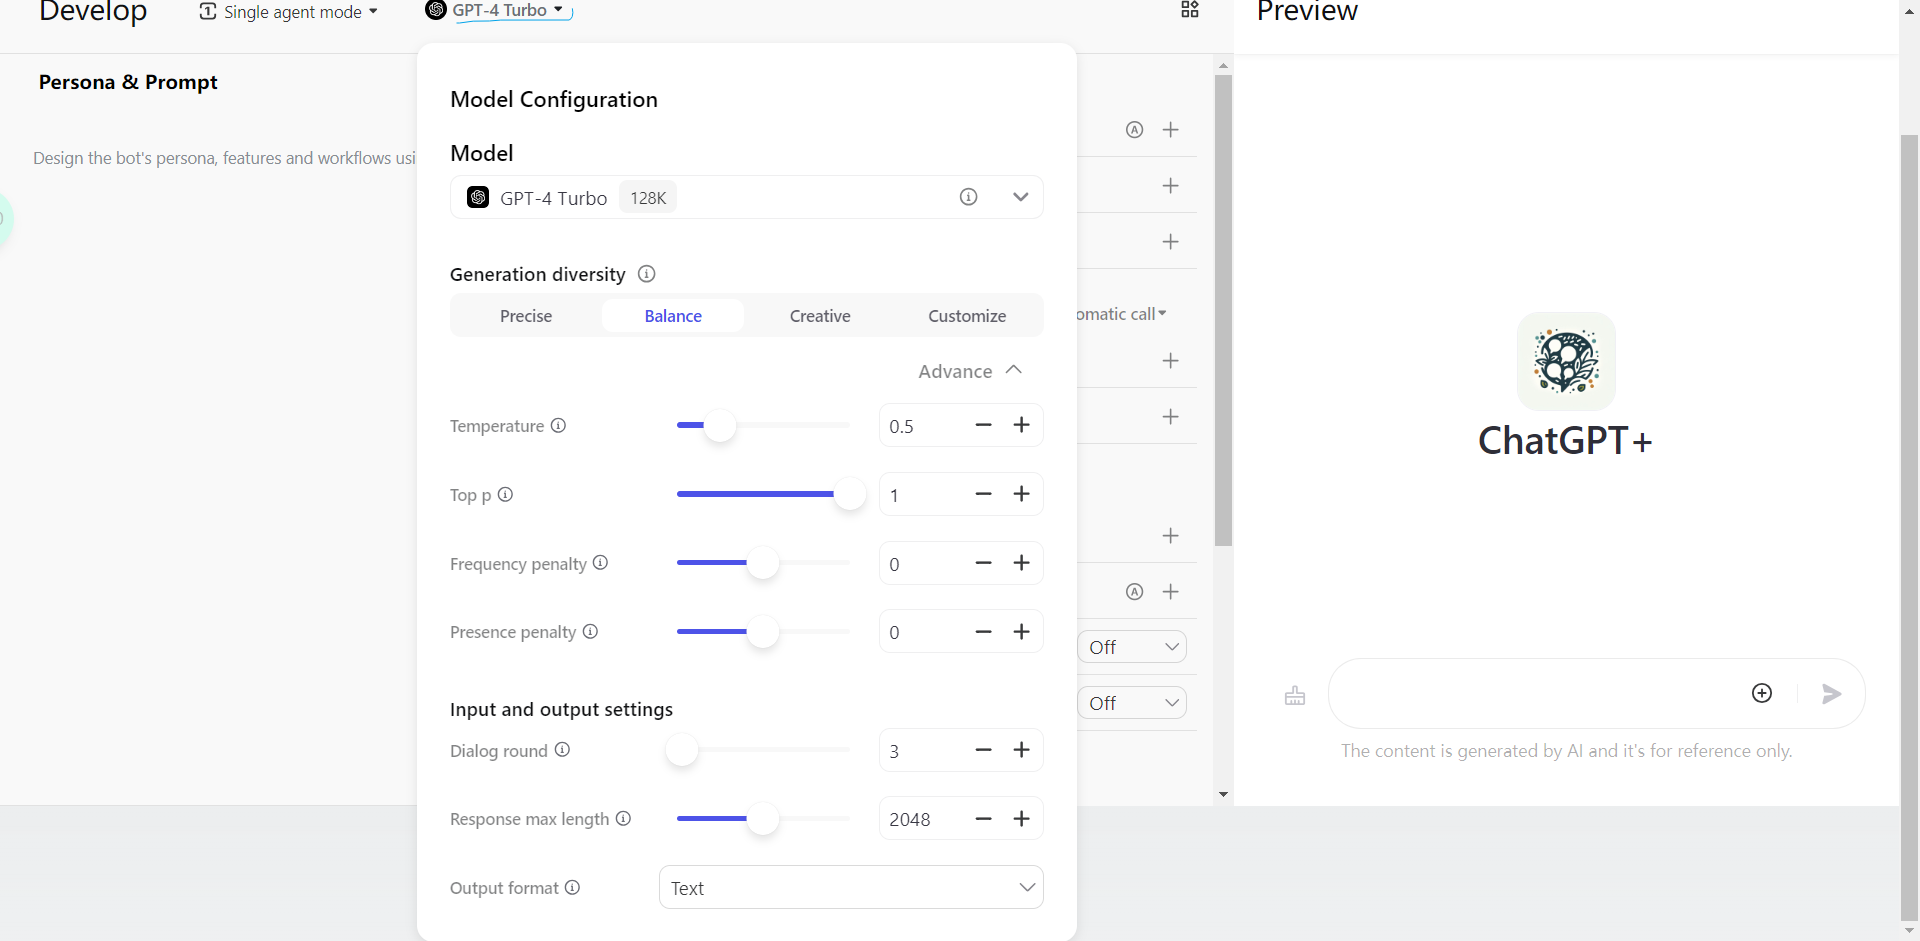 Develop
Single agent mode
GPT-4 Turbo
Preview
Persona & Prompt
Design the bot's persona, features and workflows usi
Model Configuration
Model
GPT-4 Turbo 128K
Generation diversity
Precise Balance Creative Customize
omatic call
Advance
Temperature 0.5
Top p 1
Frequency penalty 0
Presence penalty 0
Off
Input and output settings
Off
Dialog round 3
Response max length 2048
Output format Text
ChatGPT+
The content is generated by AI and it's for reference only.